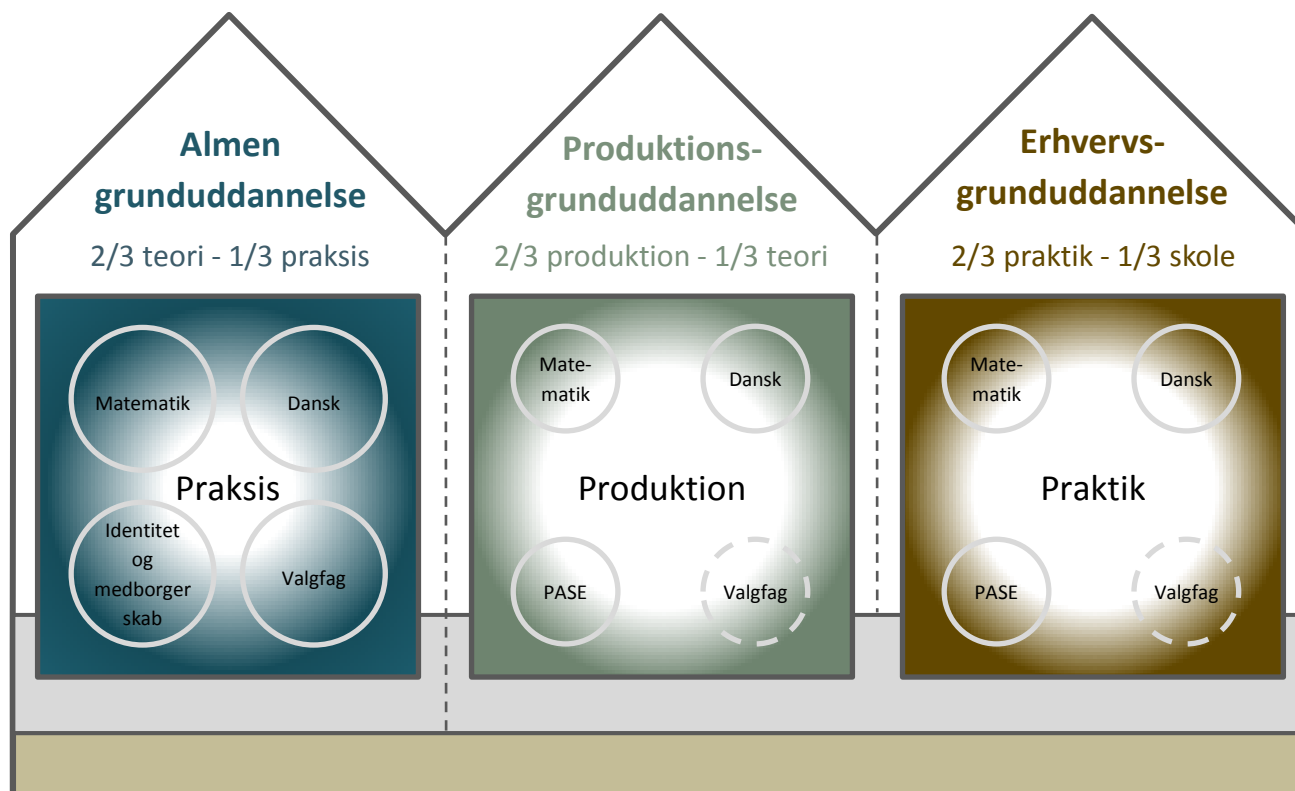 Almen
grunduddannelse
2/3 teori - 1/3 praksis
Matematik
Dansk
Praksis
Identitet
og
medborger
skab
Valgfag
Produktions-
grunduddannelse
2/3 produktion - 1/3 teori
Mate-
matik
Dansk
Produktion
PASE
Valgfag
Erhvervs-
grunduddannelse
2/3 praktik - 1/3 skole
Mate-
matik
Dansk
Praktik
PASE
Valgfag